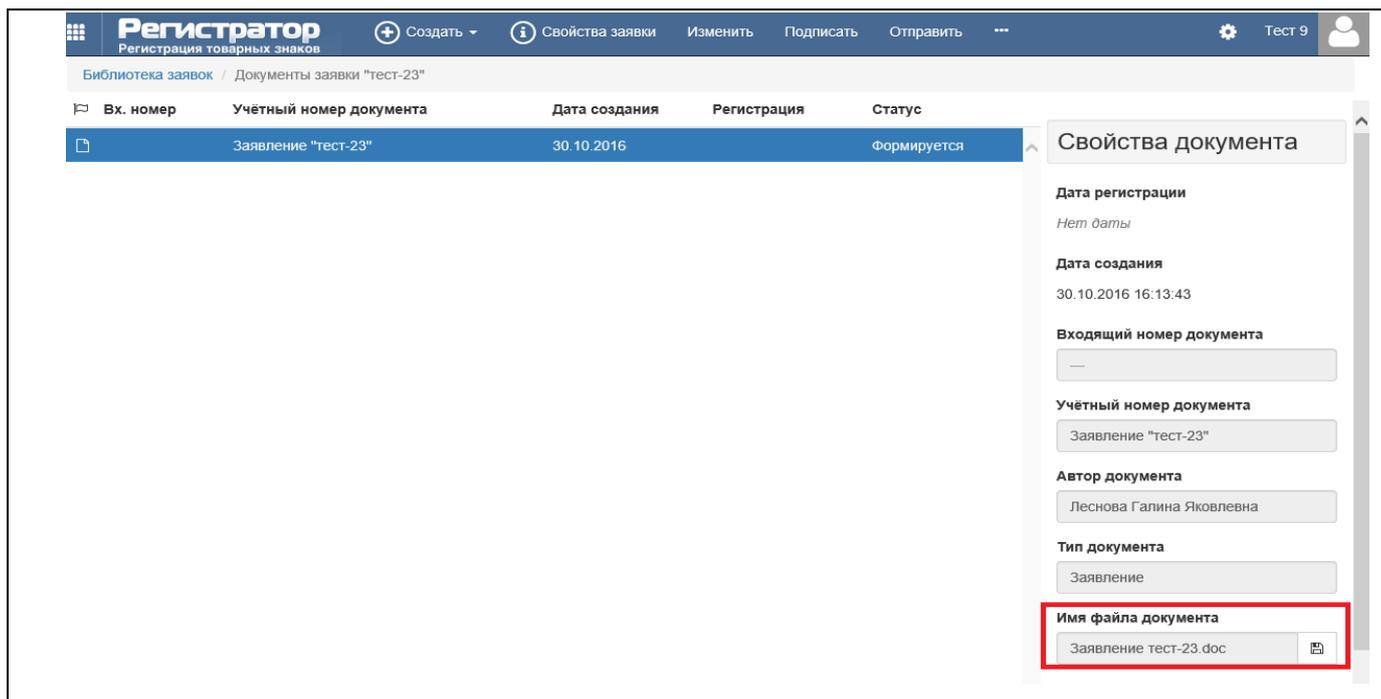 Регистратор
Регистрация товарных знаков
Создать
Свойства заявки
Изменить
Подписать
Отправить
Тест 9
Библиотека заявок / Документы заявки "тест-23"
Вх. номер Учётный номер документа Дата создания Регистрация Статус
Заявление "тест-23" 30.10.2016 Формируется
Свойства документа
Дата регистрации
Нет даты
Дата создания
30.10.2016 16:13:43
Входящий номер документа
—
Учётный номер документа
Заявление "тест-23"
Автор документа
Леснова Галина Яковлевна
Тип документа
Заявление
Имя файла документа
Заявление тест-23.doc